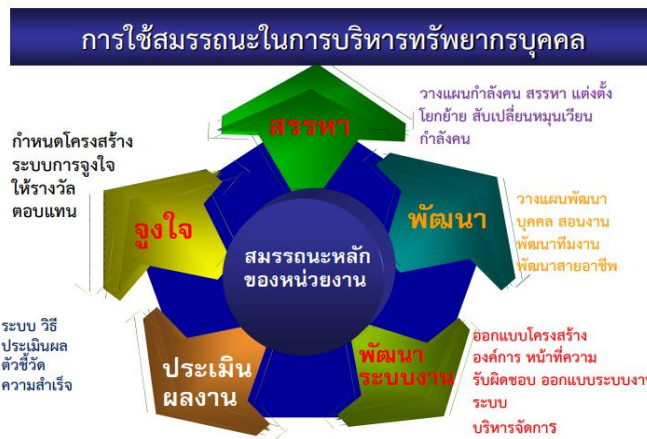 การใช้สมรรถนะในการบริหารทรัพยากรบุคคล
สรรหา
วางแผนกำลังคน สรรหา แต่งตั้ง
โยกย้าย สับเปลี่ยนหมุนเวียน
กำลังคน
กำหนดโครงสร้าง
ระบบการจูงใจ
ให้รางวัล
ตอบแทน
จูงใจ
พัฒนา
วางแผนพัฒนา
บุคคล สอนงาน
พัฒนาทีมงาน
พัฒนาสายอาชีพ
สมรรถนะหลัก
ของหน่วยงาน
ระบบ วิธี
ประเมินผล
ตัวชี้วัด
ความสำเร็จ
ประเมิน
ผลงาน
พัฒนา
ระบบงาน
ออกแบบโครงสร้าง
องค์การ หน้าที่ความ
รับผิดชอบ ออกแบบระบบงาน
ระบบ
บริหารจัดการ